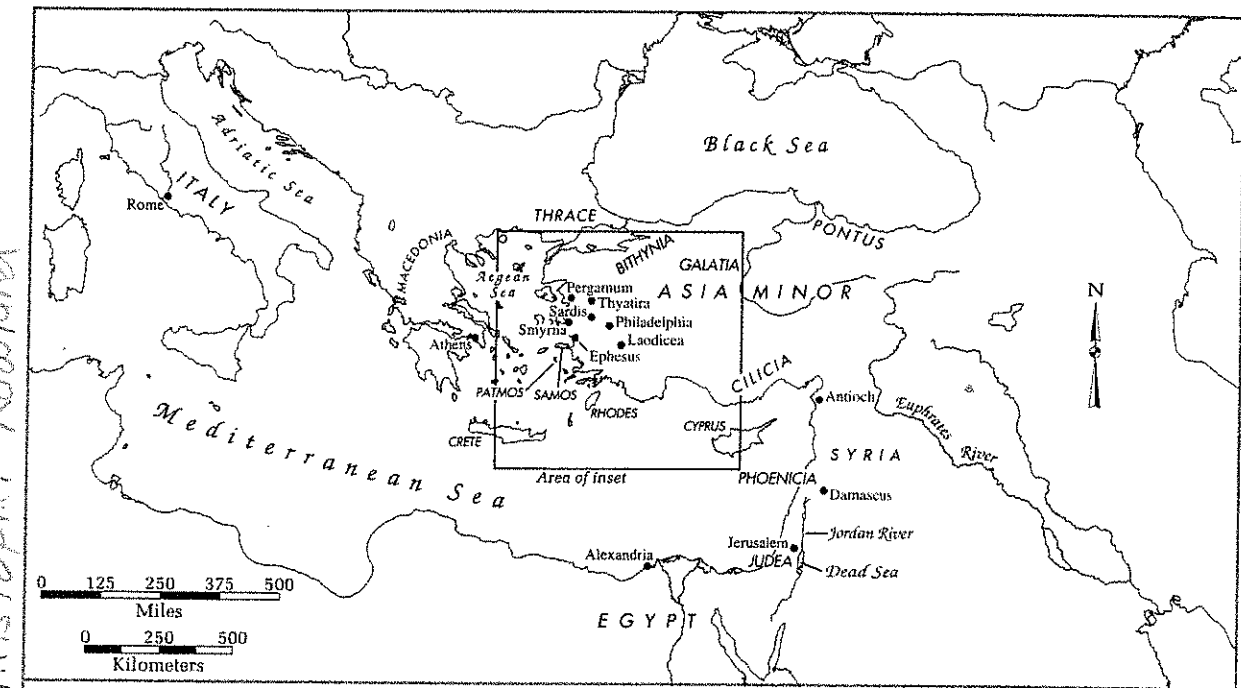 Black Sea
Adriatic Sea
ITALY
Rome
THRACE
PONTUS
MACEDONIA
BITHYNIA
GALATIA
Aegean
Sea
Pergamum
ASIA MINOR
Thyatira
Sardis
Philadelphia
Smyrna
Athens
Laodicea
Ephesus
N
PATMOS
SAMOS
RHODES
CILICIA
Antioch
Euphrates
River
CRETE
CYPRUS
Mediterranean Sea
SYRIA
Area of inset
PHOENICIA
Damascus
Jordan River
Jerusalem
JUDEA
Alexandria
Dead Sea
EGYPT
0 125 250 375 500
Miles
0 250 500
Kilometers